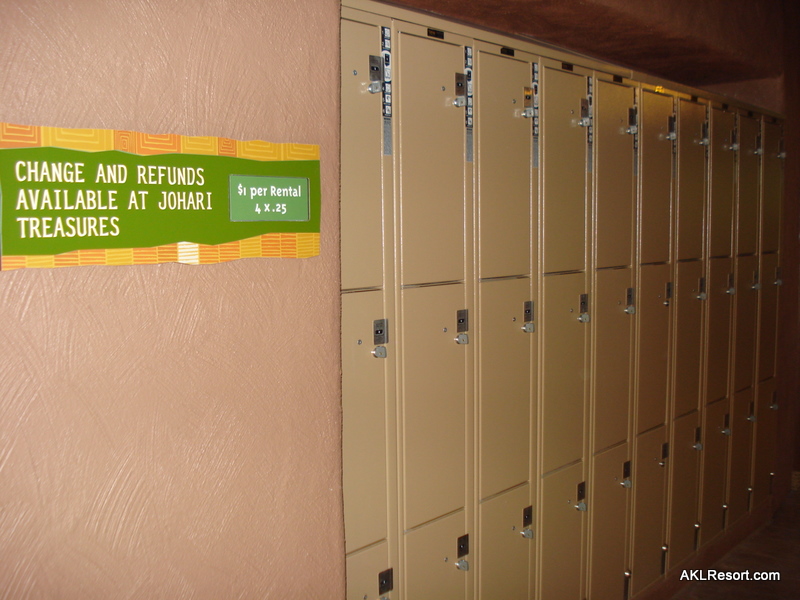 CHANGE AND REFUNDS
AVAILABLE AT JOHARI
TREASURES
$1 per Rental
4 x .25
AKLResort.com